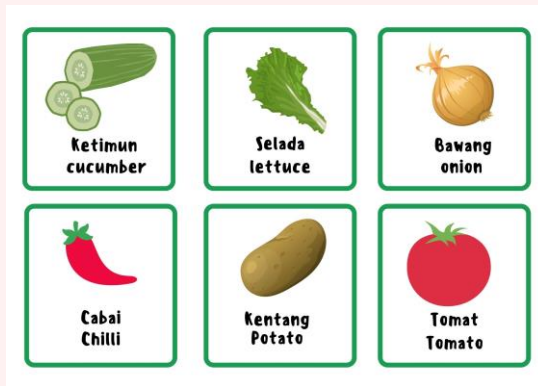 Ketimun
cucumber
Selada
lettuce
Bawang
onion
Cabai
Chilli
Kentang
Potato
Tomat
Tomato